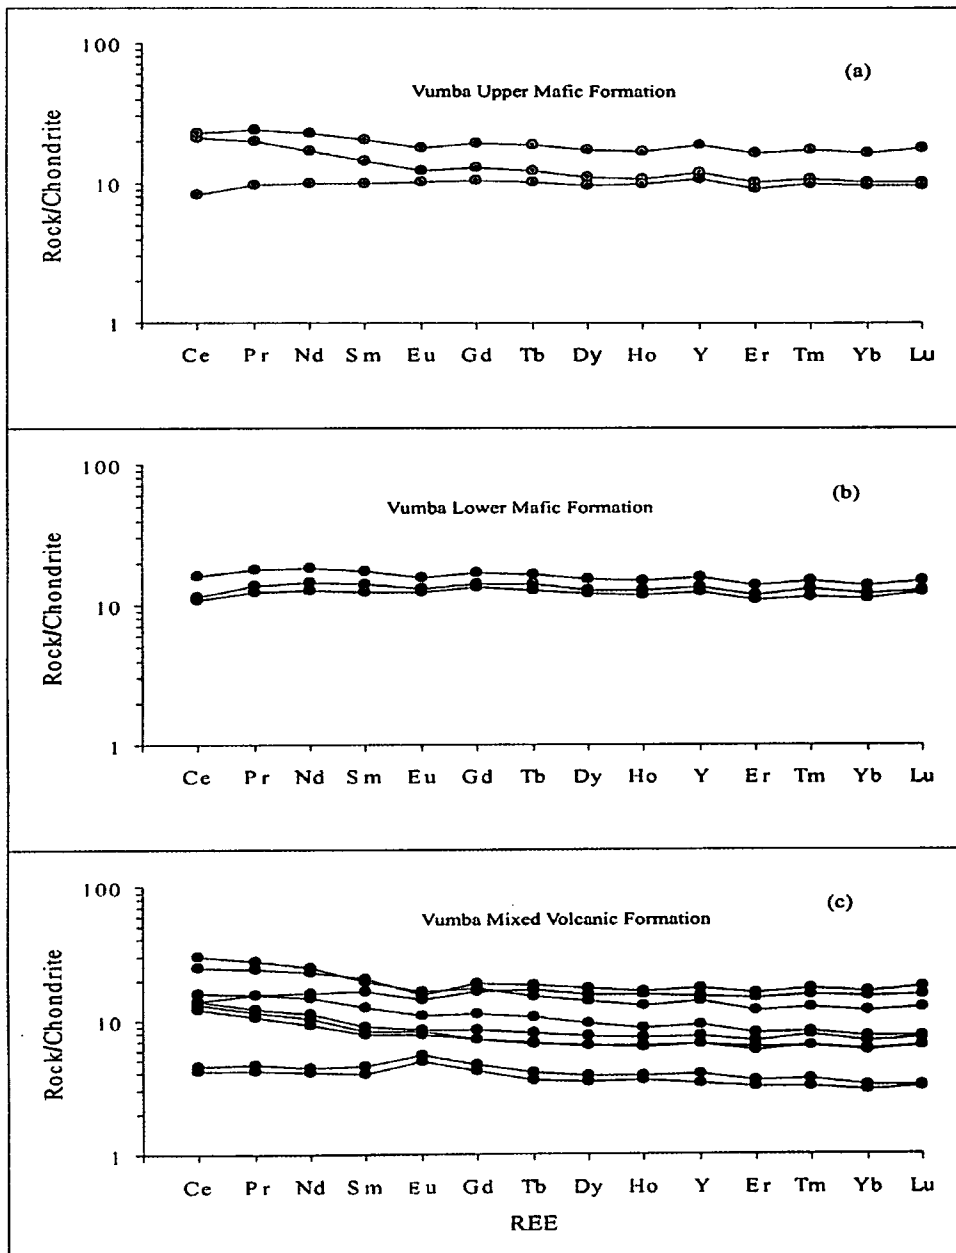 100
(a)
Vumba Upper Mafic Formation
Rock/Chondrite
10
1
Ce Pr Nd Sm Eu Gd Tb Dy Ho Y Er Tm Yb Lu
100
(b)
Vumba Lower Mafic Formation
Rock/Chondrite
10
1
Ce Pr Nd Sm Eu Gd Tb Dy Ho Y Er Tm Yb Lu
100
(c)
Vumba Mixed Volcanic Formation
Rock/Chondrite
10
1
Ce Pr Nd Sm Eu Gd Tb Dy Ho Y Er Tm Yb Lu
REE